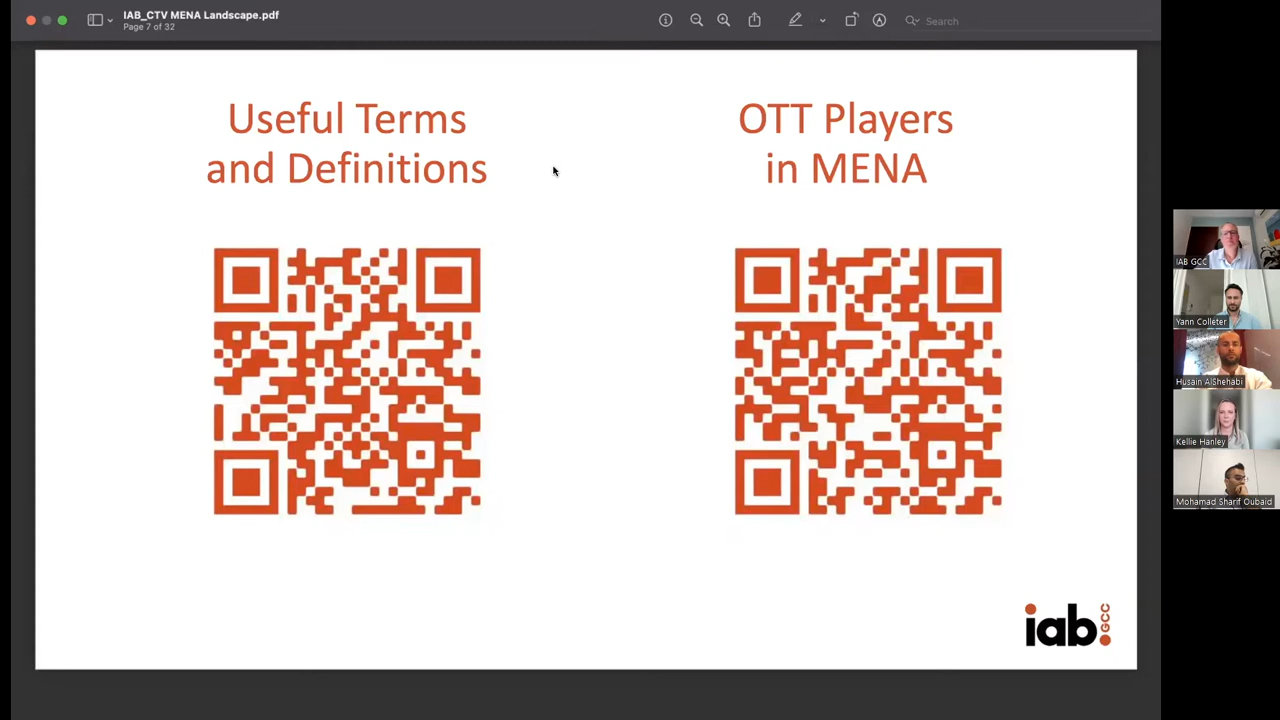 IAB_CTV MENA Landscape.pdf
Page 7 of 32
Search
Useful Terms
and Definitions
OTT Players
in MENA
iab:GCC
IAB GCC
Yann Colleter
Husain AlShehabi
Kellie Hanley
Mohamad Sharif Oubaid